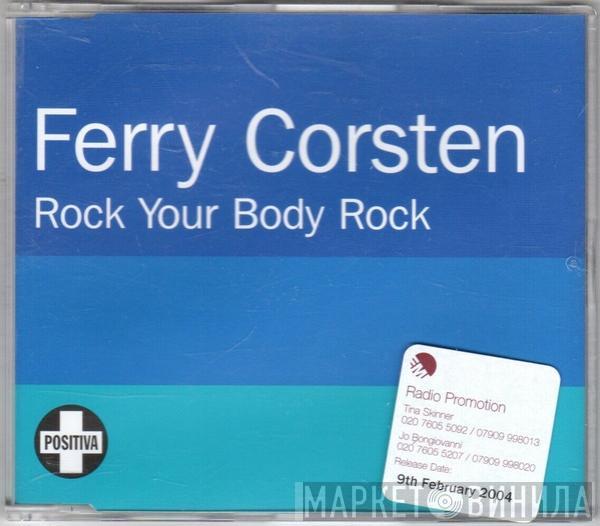 Ferry Corsten
Rock Your Body Rock
POSITIVA
EMI
Radio Promotion
Tina Skinner
020 7605 5092 / 07909 998013
Jo Bongiovanni
020 7605 5207 / 07909 998020
Release Date:
9th February 2004
МАРКЕТ ВИНИЛА